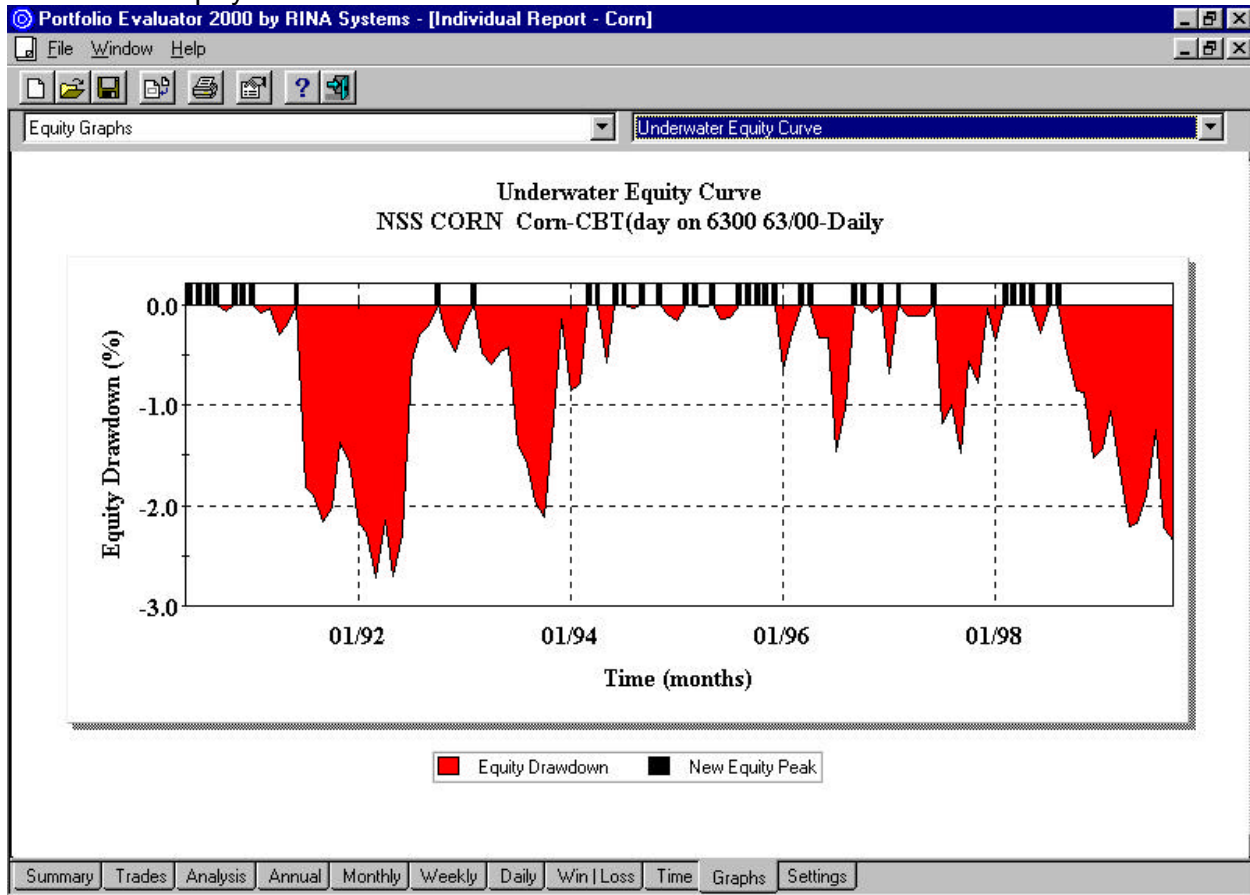 Portfolio Evaluator 2000 by RINA Systems - [Individual Report - Corn]
File Window Help
Equity Graphs
Underwater Equity Curve
Underwater Equity Curve
NSS CORN Corn-CBT(day on 6300 63/00-Daily
Equity Drawdown (%)
0.0
-1.0
-2.0
-3.0
01/92 01/94 01/96 01/98
Time (months)
Equity Drawdown New Equity Peak
Summary Trades Analysis Annual Monthly Weekly Daily Win | Loss Time Graphs Settings